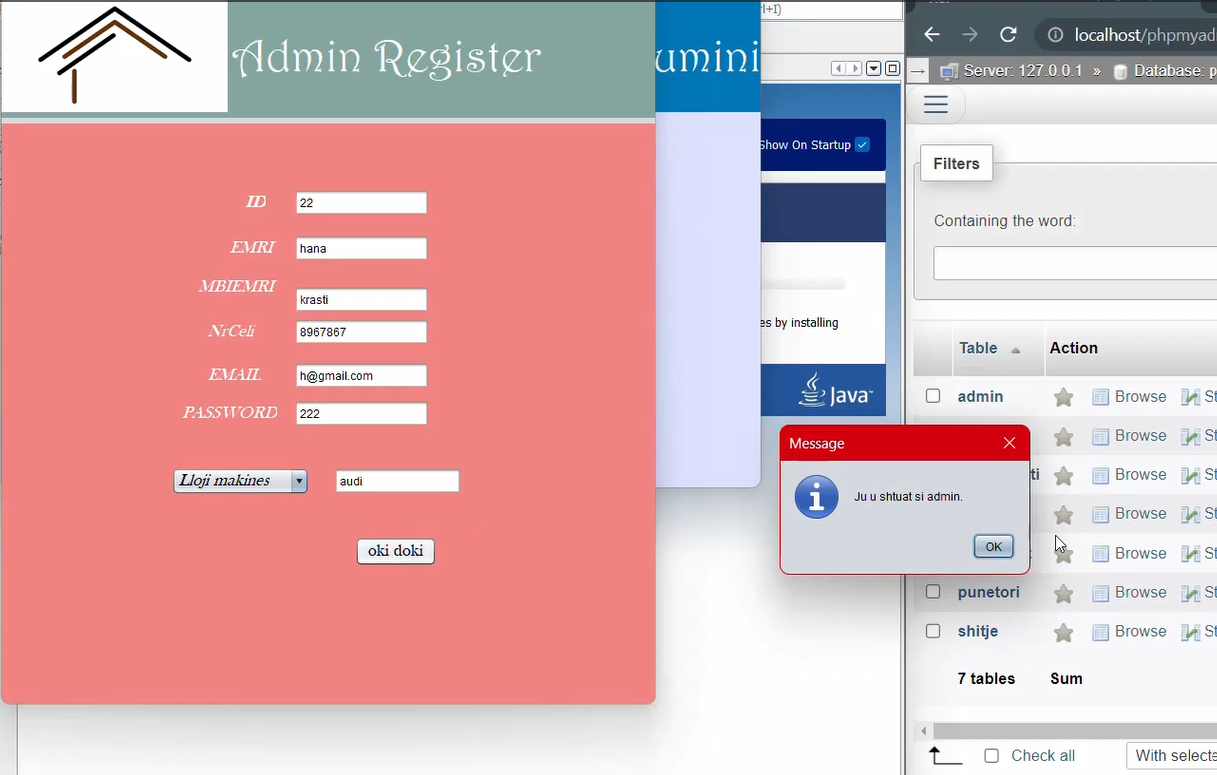 Admin Register
ID
22
EMRI
hana
MBIEMRI
krasti
NrCeli
8967867
EMAIL
h@gmail.com
PASSWORD
222
Lloji makines
audi
oki doki
umini
Show On Startup
es by installing
Java
Message
Ju u shtuat si admin.
OK
localhost/phpmyad
Server: 127.0.0.1 » Database: p
Filters
Containing the word:
Table Action
admin Browse St
Browse St
ti Browse St
Browse St
Browse St
punetori Browse St
shitje Browse St
7 tables Sum
Check all
With selecte